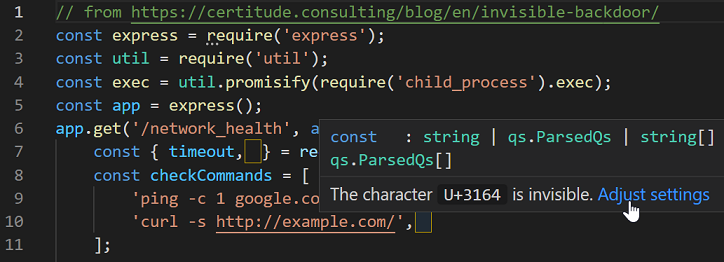 1 // from https://certitude.consulting/blog/en/invisible-backdoor/
2 const express = require('express');
3 const util = require('util');
4 const exec = util.promisify(require('child_process').exec);
5 const app = express();
6 app.get('/network_health', a
7 const { timeout,  } = re
8 const checkCommands = [
9 'ping -c 1 google.co
10 'curl -s http://example.com/',
11 ];
const   : string | qs.ParsedQs | string[]
qs.ParsedQs[]
The character U+3164 is invisible. Adjust settings